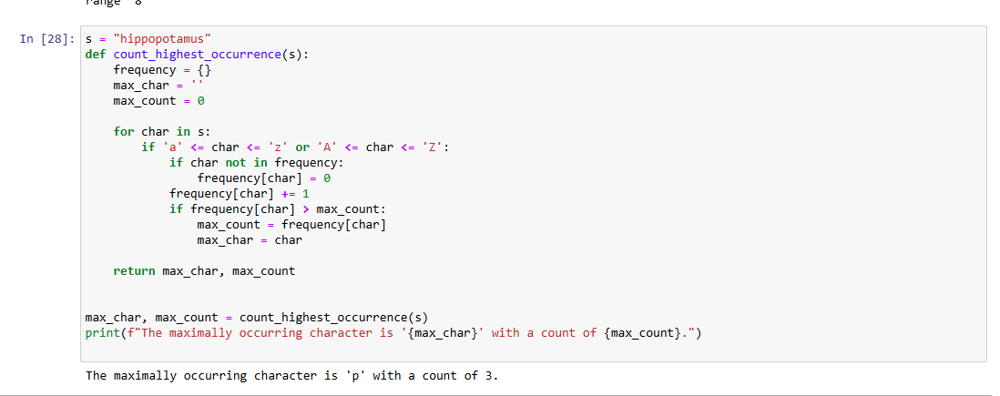 range 8
In [28]: s = "hippopotamus"
def count_highest_occurrence(s):
    frequency = {}
    max_char = ''
    max_count = 0

    for char in s:
        if 'a' <= char <= 'z' or 'A' <= char <= 'Z':
            if char not in frequency:
                frequency[char] = 0
            frequency[char] += 1
            if frequency[char] > max_count:
                max_count = frequency[char]
                max_char = char

    return max_char, max_count


max_char, max_count = count_highest_occurrence(s)
print(f"The maximally occurring character is '{max_char}' with a count of {max_count}.")

The maximally occurring character is 'p' with a count of 3.